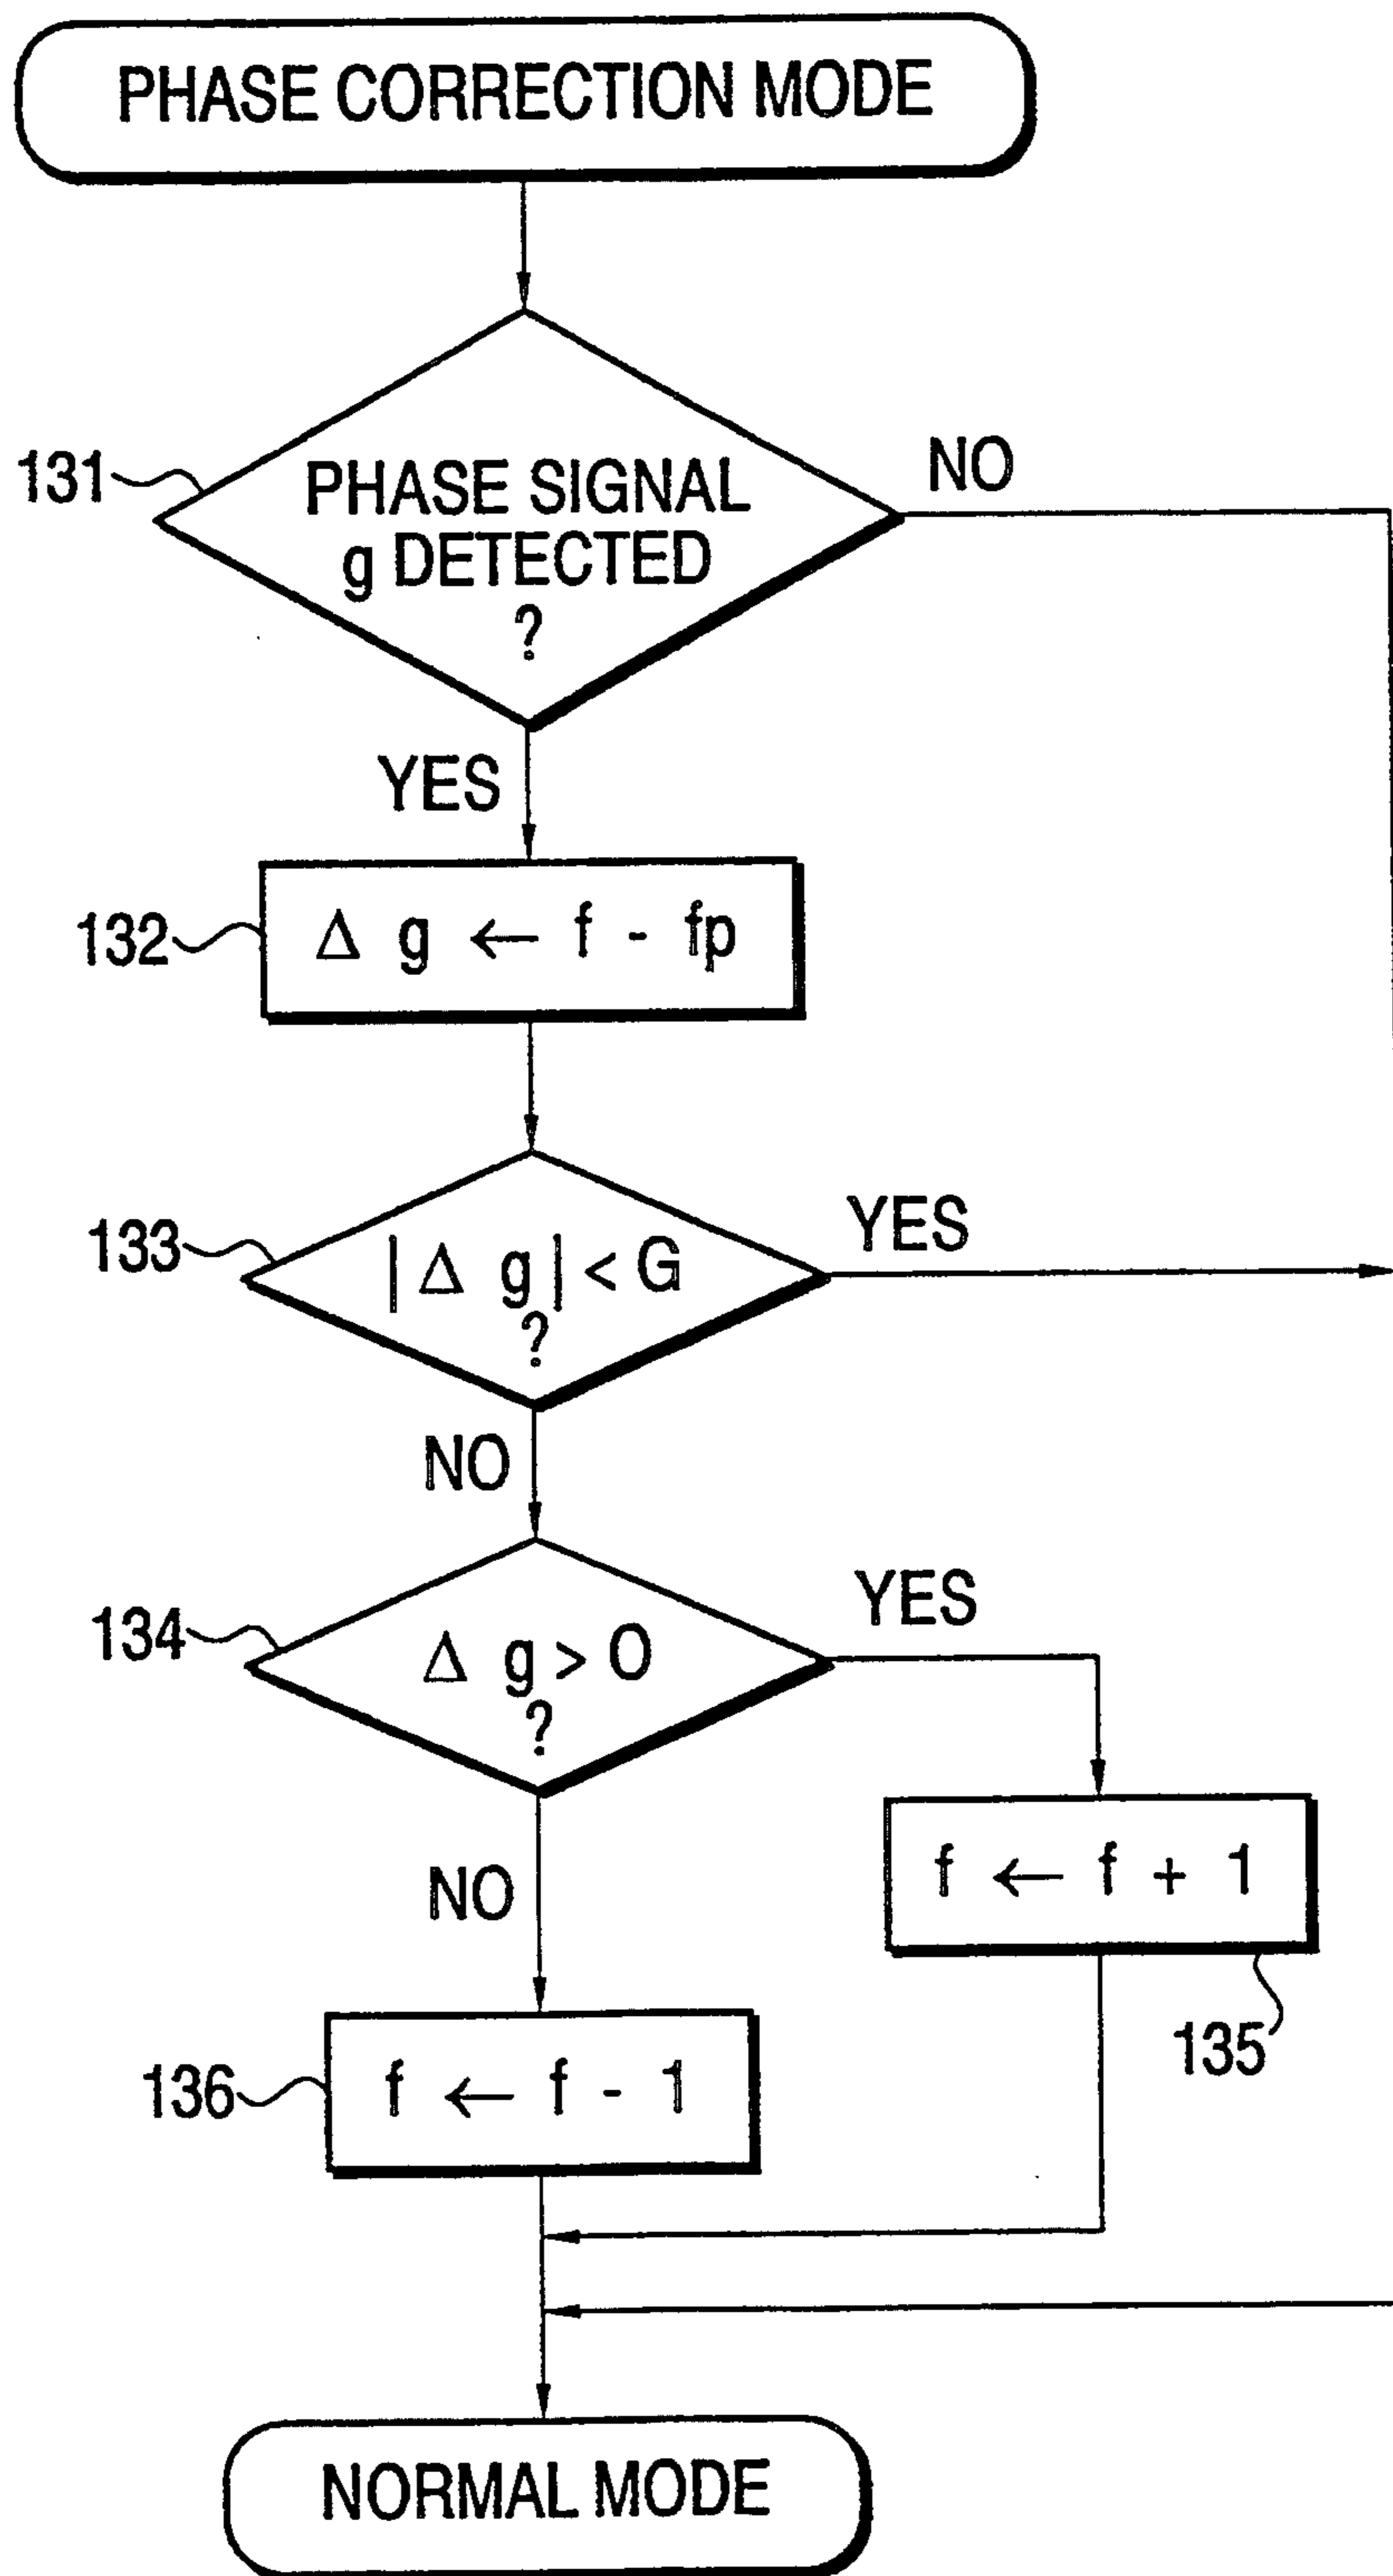 PHASE CORRECTION MODE
131
PHASE SIGNAL
g DETECTED
?
NO
YES
132
Δ g ← f - fp
133
| Δ g | < G
?
YES
NO
134
Δ g > O
?
YES
NO
f ← f + 1
135
136
f ← f - 1
NORMAL MODE